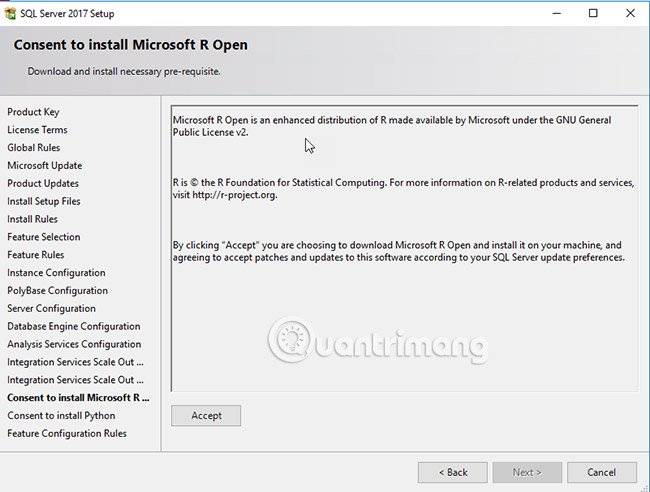 SQL Server 2017 Setup
Consent to install Microsoft R Open
Download and install necessary pre-requisite.
Product Key
License Terms
Global Rules
Microsoft Update
Product Updates
Install Setup Files
Install Rules
Feature Selection
Feature Rules
Instance Configuration
PolyBase Configuration
Server Configuration
Database Engine Configuration
Analysis Services Configuration
Integration Services Scale Out ...
Integration Services Scale Out ...
Consent to install Microsoft R ...
Consent to install Python
Feature Configuration Rules
Microsoft R Open is an enhanced distribution of R made available by Microsoft under the GNU General
Public License v2.
R is © the R Foundation for Statistical Computing. For more information on R-related products and services,
visit http://r-project.org.
By clicking “Accept” you are choosing to download Microsoft R Open and install it on your machine, and
agreeing to accept patches and updates to this software according to your SQL Server update preferences.
Quantrimang
Accept
< Back
Next >
Cancel